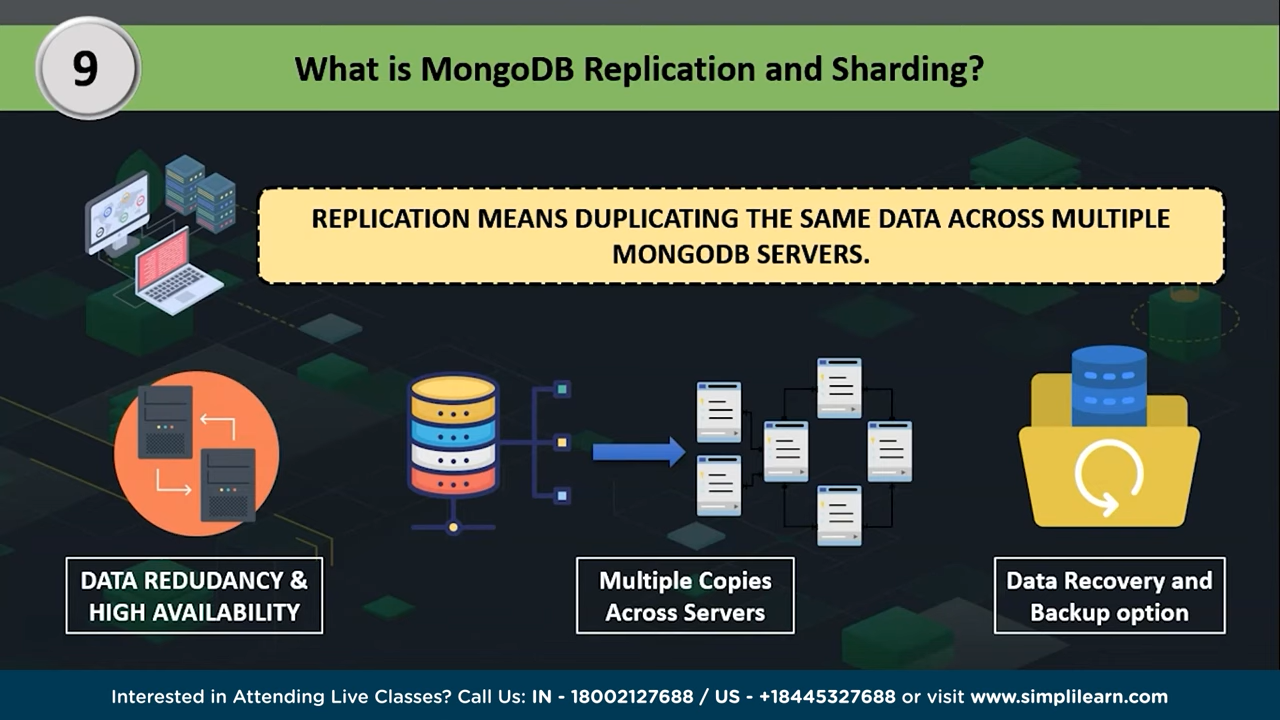 9
What is MongoDB Replication and Sharding?
REPLICATION MEANS DUPLICATING THE SAME DATA ACROSS MULTIPLE
MONGODB SERVERS.
DATA REDUDANCY &
HIGH AVAILABILITY
Multiple Copies
Across Servers
Data Recovery and
Backup option
Interested in Attending Live Classes? Call Us: IN - 18002127688 / US - +18445327688 or visit www.simplilearn.com